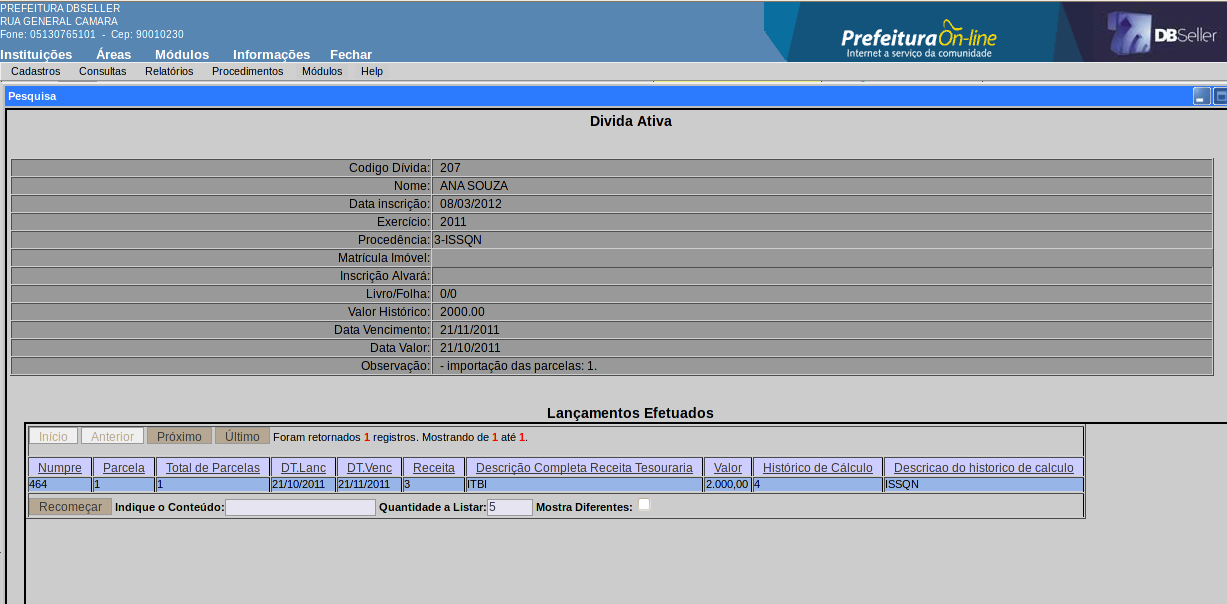 PREFEITURA DBSELLER
RUA GENERAL CAMARA
Fone: 05130765101 - Cep: 90010230
PrefeituraOn-line
Internet a serviço da comunidade
DBSeller
Instituições Áreas Módulos Informações Fechar
Cadastros Consultas Relatórios Procedimentos Módulos Help
Pesquisa
Divida Ativa
Codigo Dívida: 207
Nome: ANA SOUZA
Data inscrição: 08/03/2012
Exercício: 2011
Procedência: 3-ISSQN
Matrícula Imóvel:
Inscrição Alvará:
Livro/Folha: 0/0
Valor Histórico: 2000.00
Data Vencimento: 21/11/2011
Data Valor: 21/10/2011
Observação: - importação das parcelas: 1.
Lançamentos Efetuados
Início Anterior Próximo Último Foram retornados 1 registros. Mostrando de 1 até 1.
Numpre Parcela Total de Parcelas DT.Lanc DT.Venc Receita Descrição Completa Receita Tesouraria Valor Histórico de Cálculo Descricao do historico de calculo
464 1 1 21/10/2011 21/11/2011 3 ITBI 2.000,00 4 ISSQN
Recomeçar Indique o Conteúdo: Quantidade a Listar: 5 Mostra Diferentes: